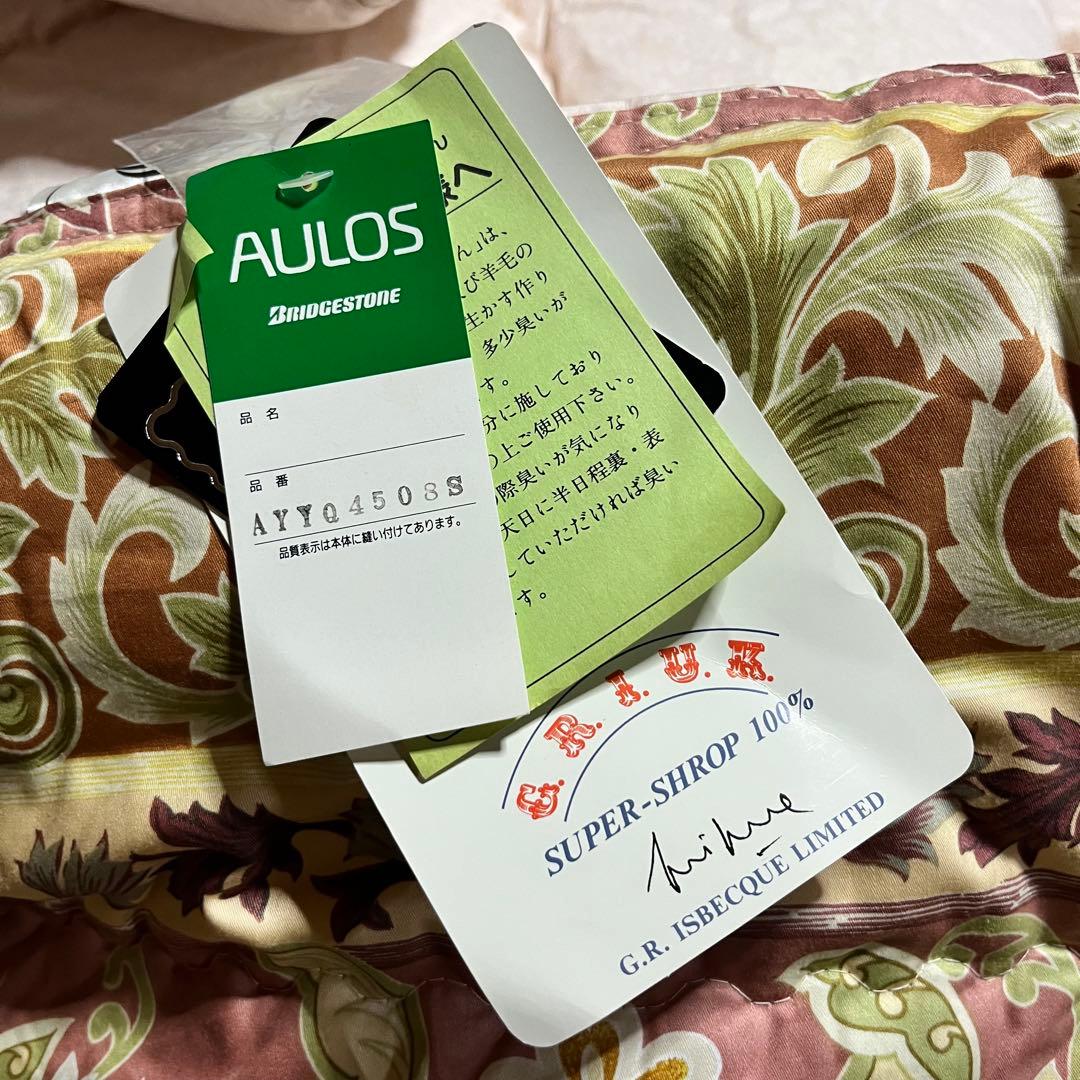 AULOS
BRIDGESTONE
品名
品番
AYYQ4508S
品質表示は本体に縫い付けてあります。
ん
様へ
ん」は、
び羊毛の
生かす作り
多少臭いが
す。
分に施しており
の上ご使用下さい。
際臭いが気になり
天日に半日程裏・表
していただければ臭い
す。
G.R.I.U.K.
SUPER-SHROP 100%
G.R. ISBECQUE LIMITED